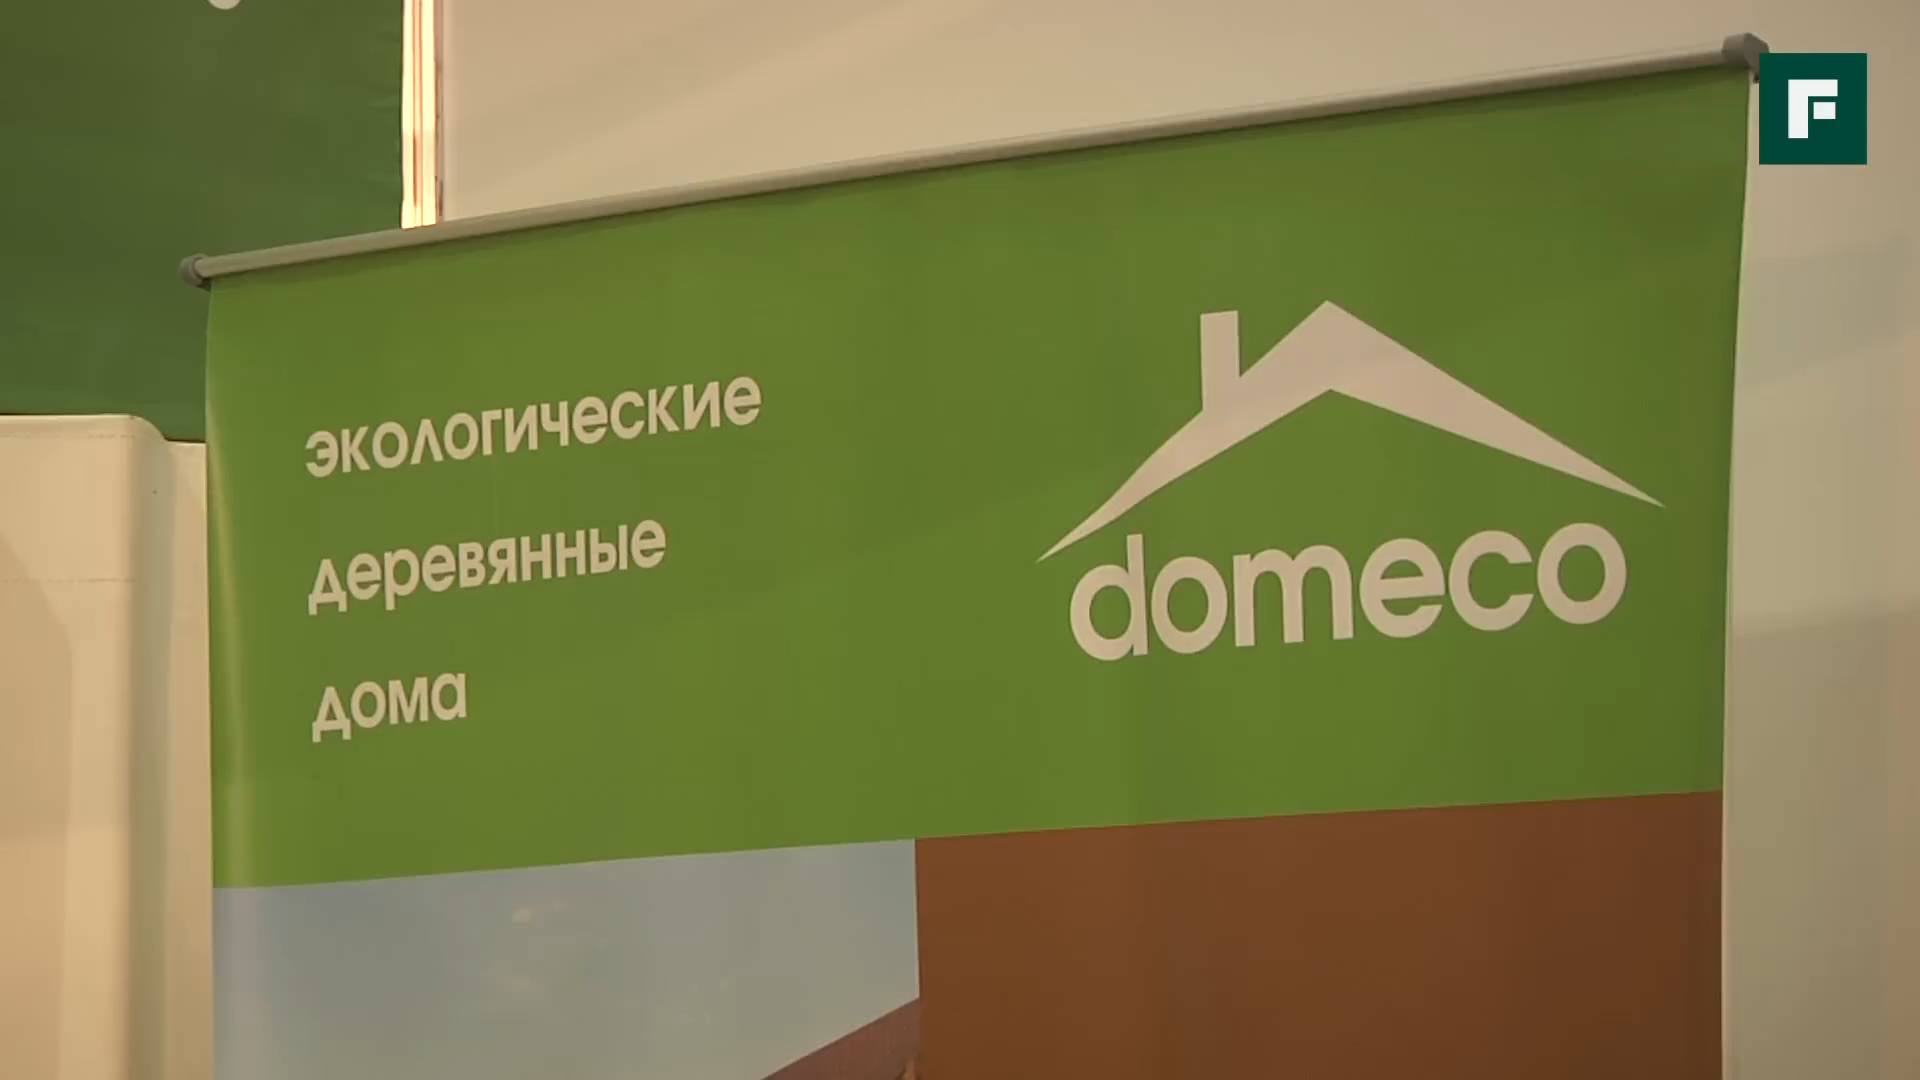 экологические
деревянные
дома
domeco
F